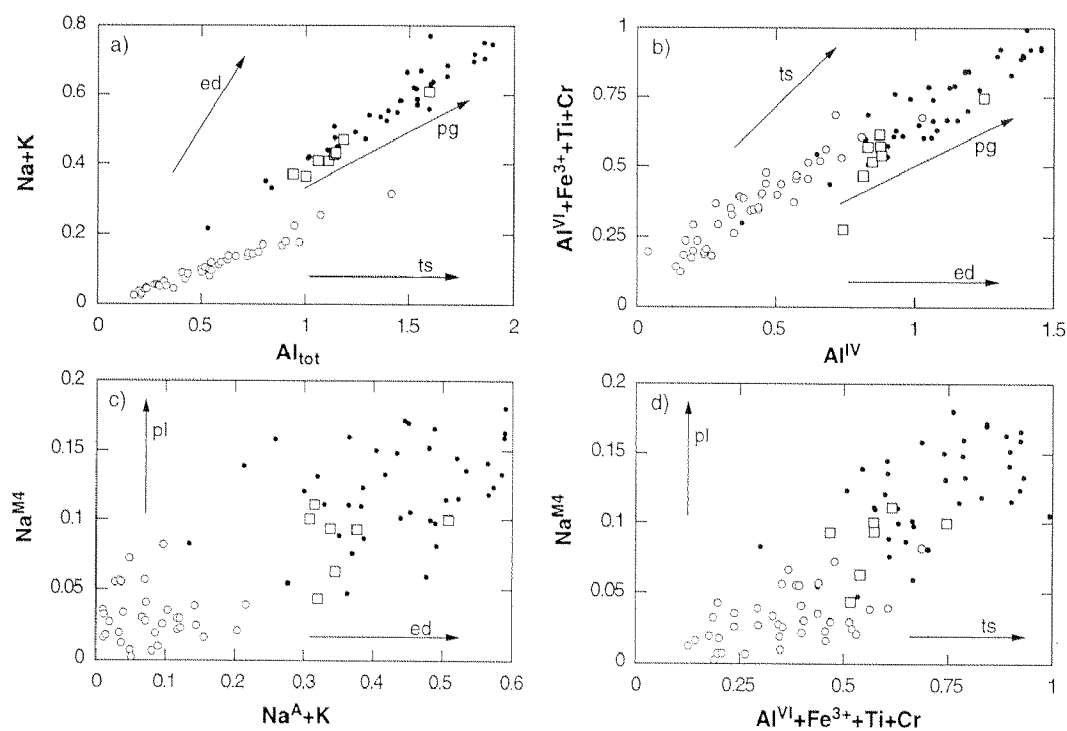 a)
0.8
0.6
0.4
0.2
0
Na+K
ed
pg
ts
0 0.5 1 1.5 2
Al_tot
b)
1
0.75
0.5
0.25
0
Al^VI+Fe^3++Ti+Cr
ts
pg
ed
0 0.5 1 1.5
Al^IV
c)
0.2
0.15
0.1
0.05
0
Na^M4
pl
ed
0 0.1 0.2 0.3 0.4 0.5 0.6
Na^A+K
d)
0.2
0.15
0.1
0.05
0
Na^M4
pl
ts
0 0.25 0.5 0.75 1
Al^VI+Fe^3++Ti+Cr